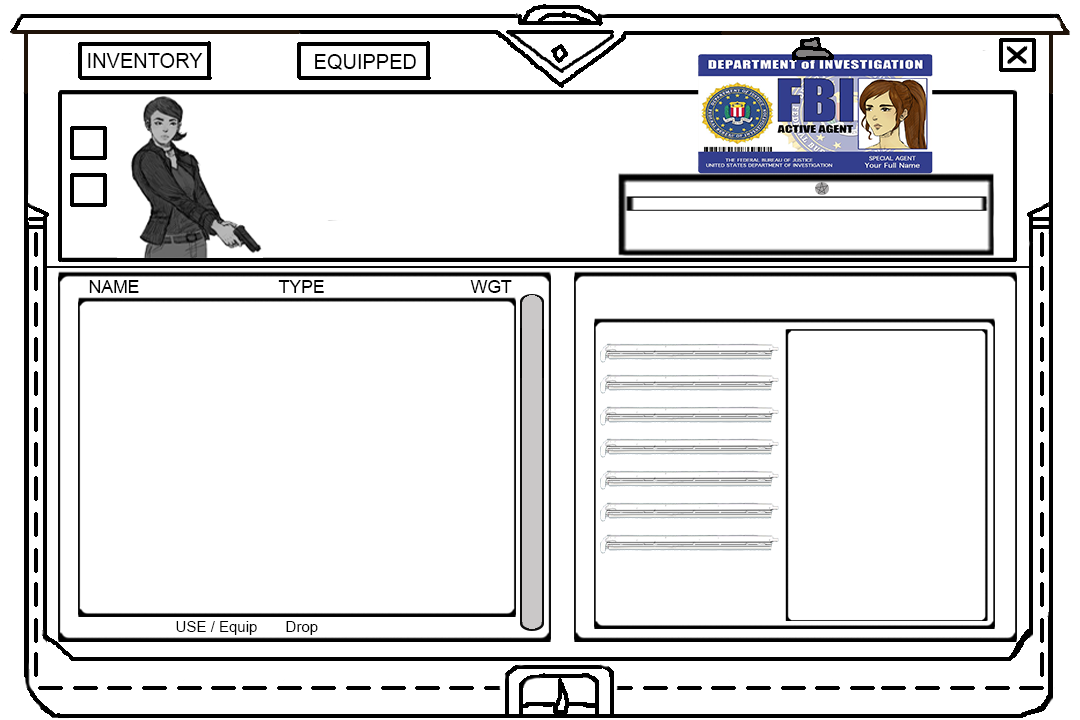 INVENTORY
EQUIPPED
DEPARTMENT of INVESTIGATION
FBI
ACTIVE AGENT
THE FEDERAL BUREAU OF JUSTICE
UNITED STATES DEPARTMENT OF INVESTIGATION
SPECIAL AGENT
Your Full Name
NAME TYPE WGT
USE / Equip Drop